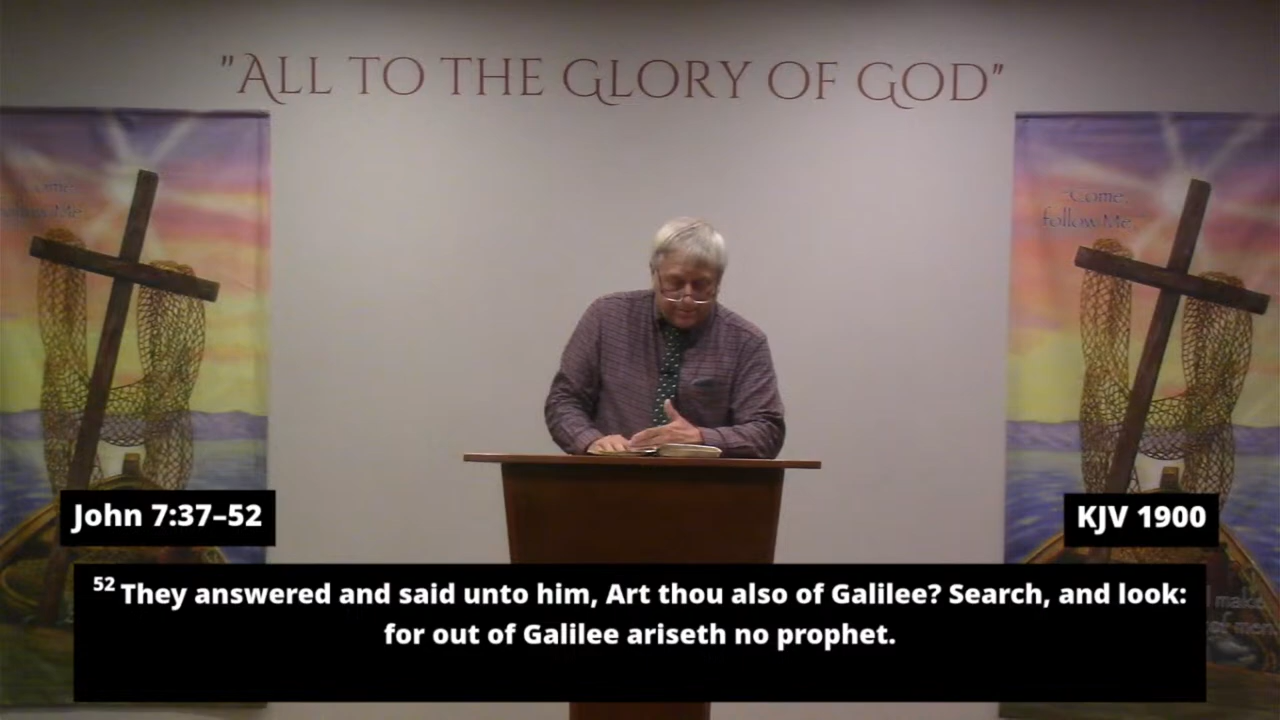 "ALL TO THE GLORY OF GOD"
"Come,
follow Me,
John 7:37–52
KJV 1900
52 They answered and said unto him, Art thou also of Galilee? Search, and look:
for out of Galilee ariseth no prophet.